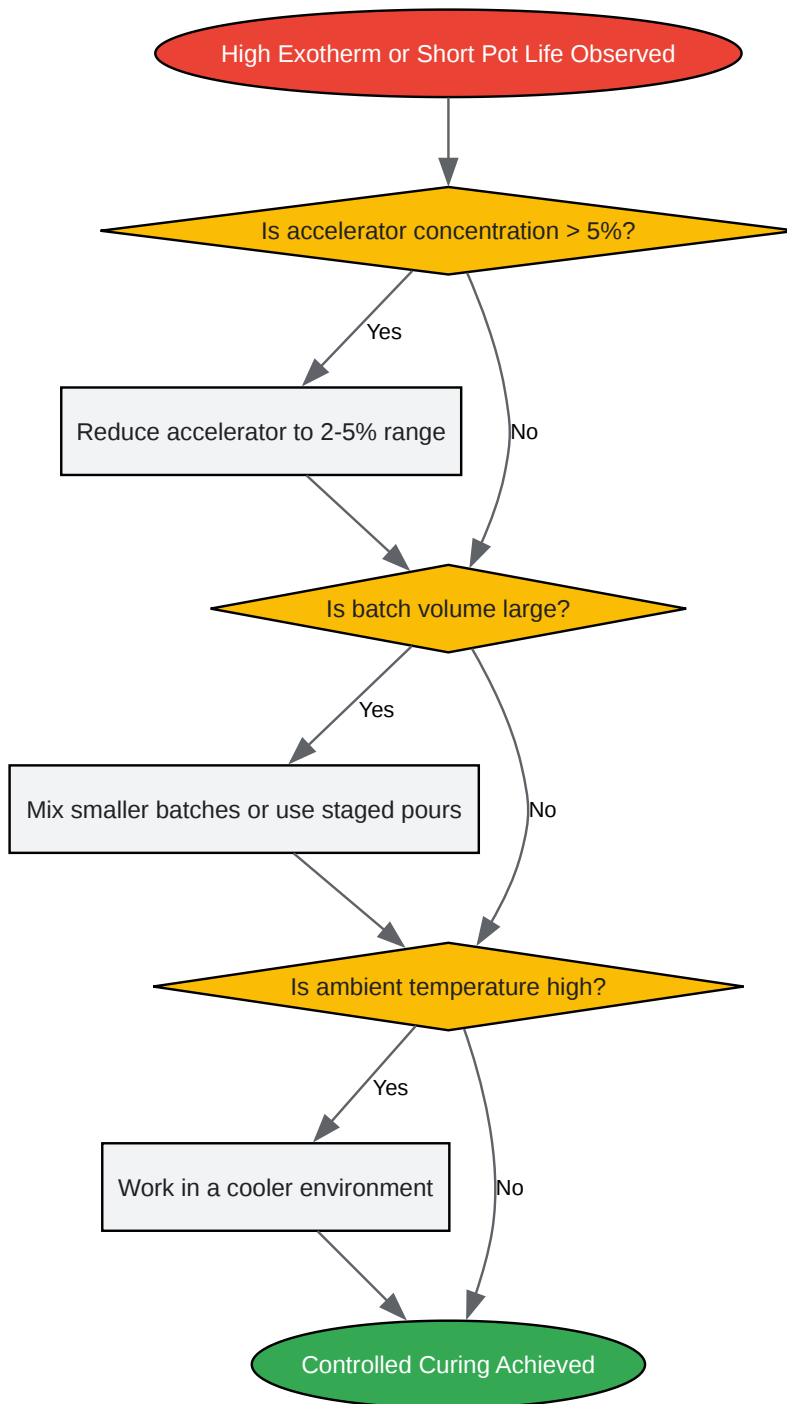 High Exotherm or Short Pot Life Observed
Is accelerator concentration > 5%?
Yes
Reduce accelerator to 2-5% range
No
Is batch volume large?
Yes
Mix smaller batches or use staged pours
No
Is ambient temperature high?
Yes
Work in a cooler environment
No
Controlled Curing Achieved